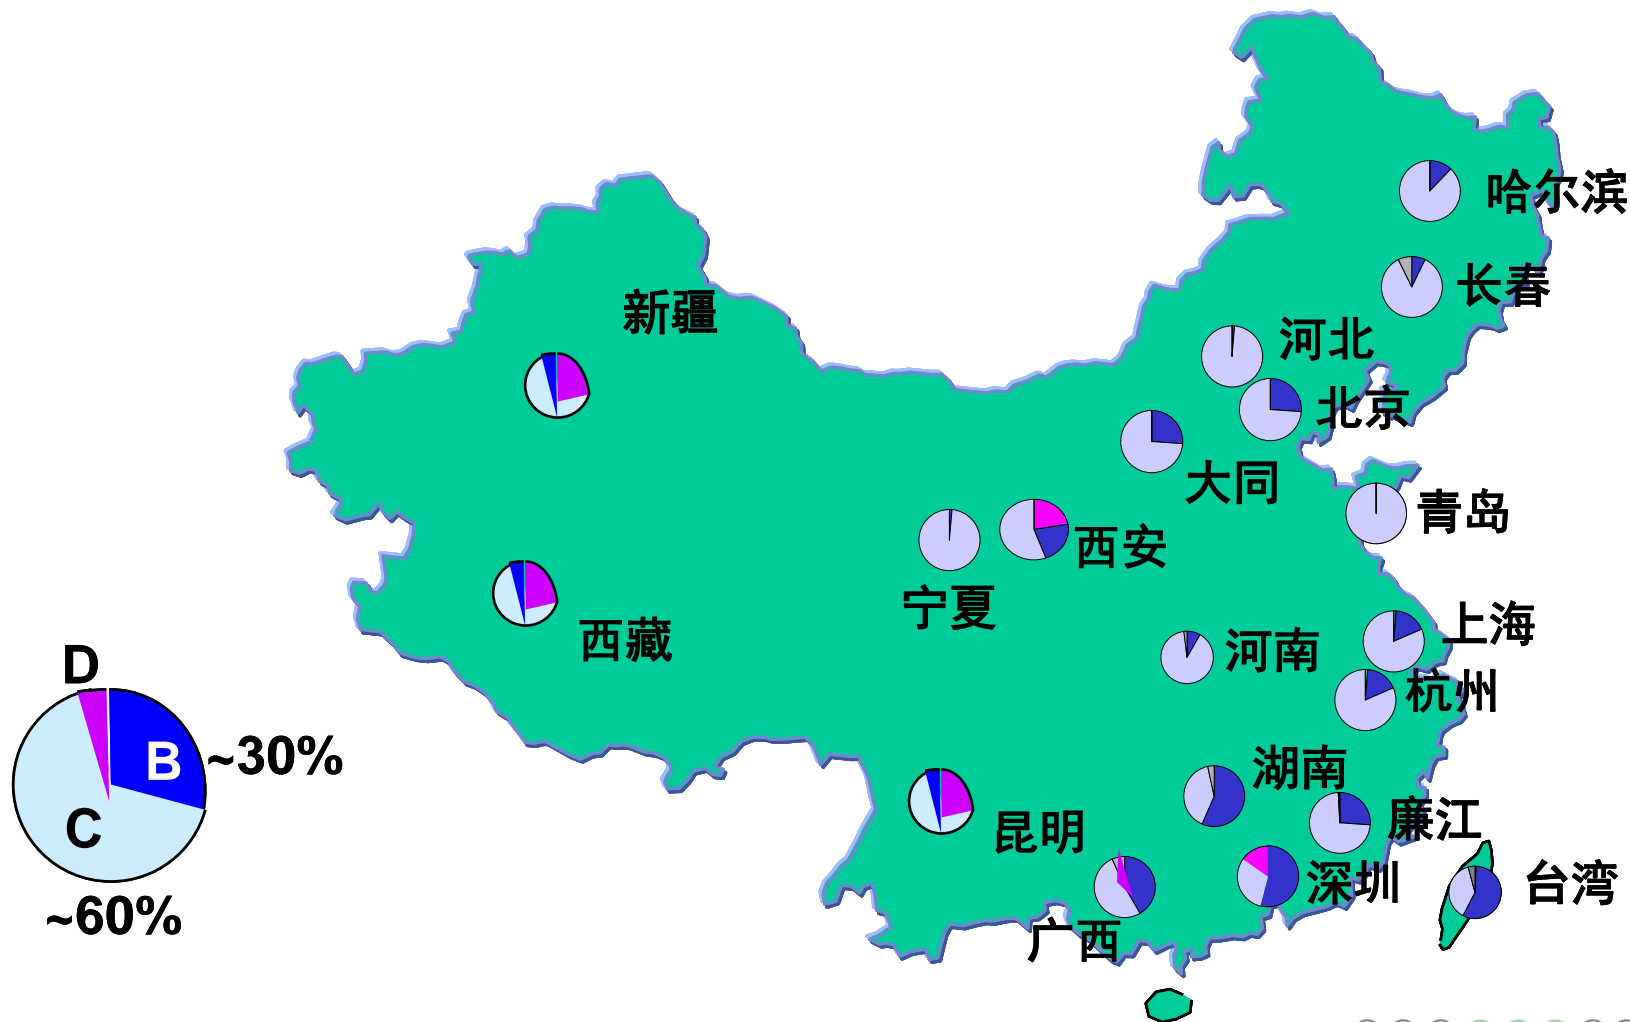 哈尔滨
长春
新疆
河北
北京
大同
青岛
西安
宁夏
上海
西藏
河南
D
杭州
B
~30%
湖南
C
廉江
昆明
深圳
台湾
~60%
广西